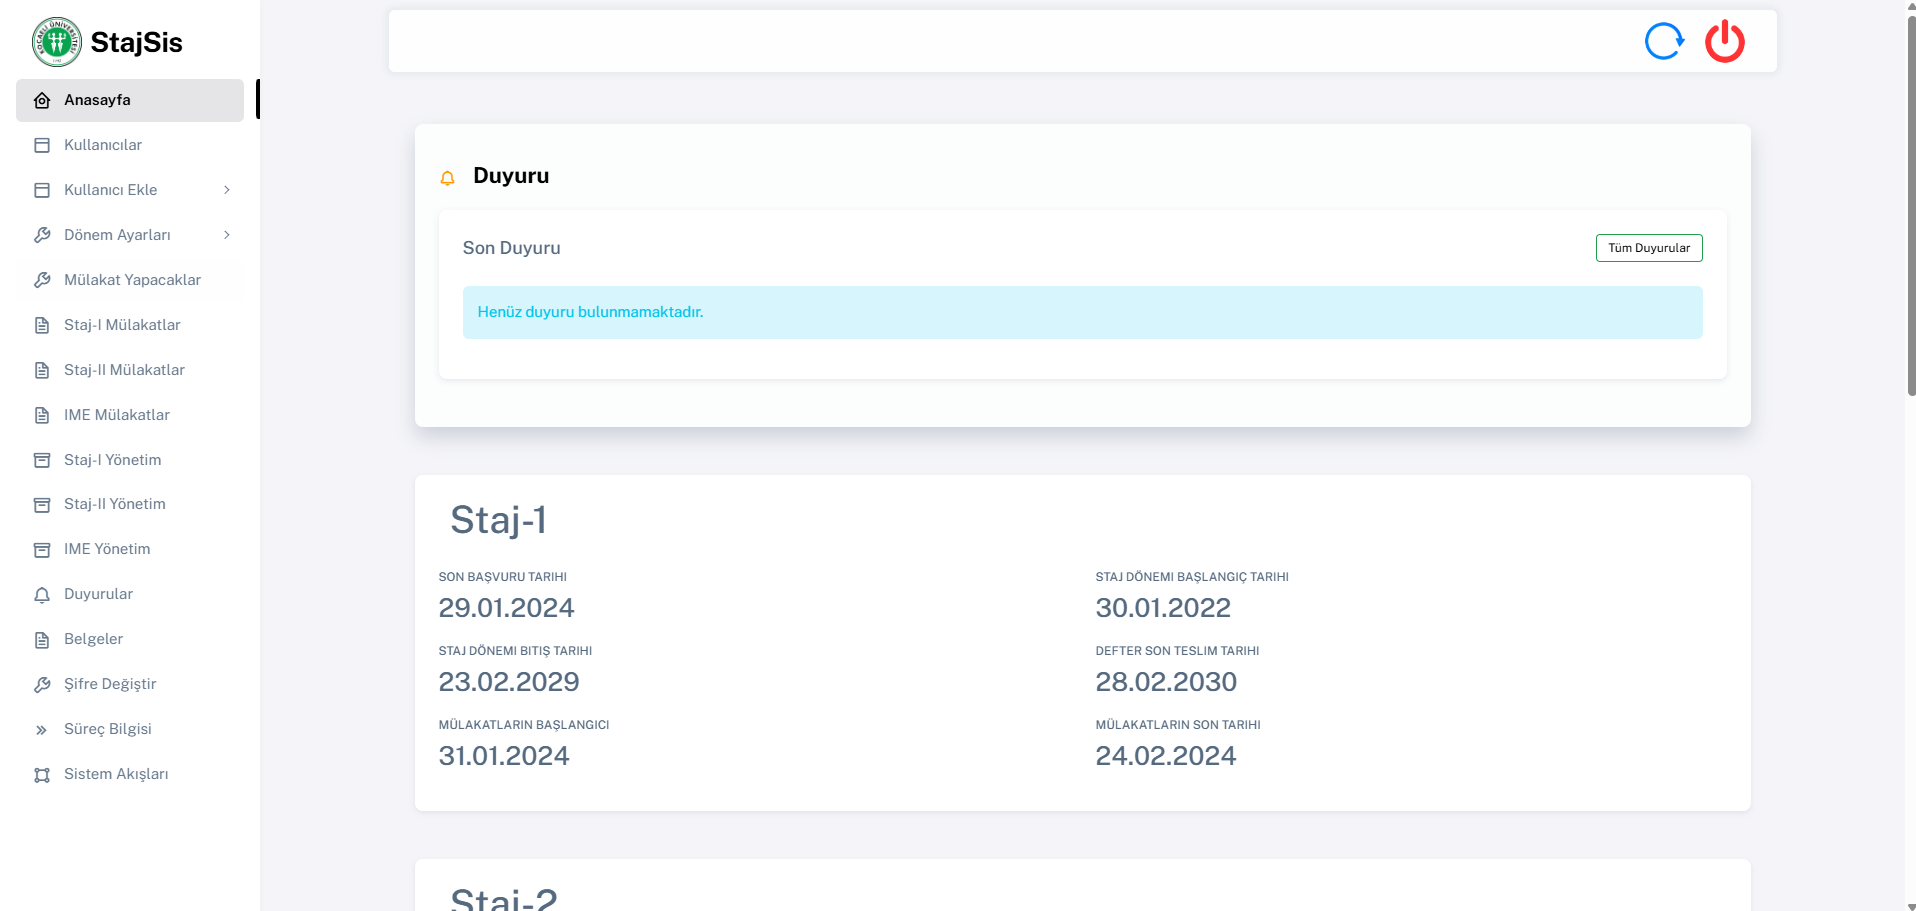 KOCAELİ ÜNİVERSİTESİ
StajSis
Anasayfa
Kullanıcılar
Kullanıcı Ekle
Dönem Ayarları
Mülakat Yapacaklar
Staj-I Mülakatlar
Staj-II Mülakatlar
IME Mülakatlar
Staj-I Yönetim
Staj-II Yönetim
IME Yönetim
Duyurular
Belgeler
Şifre Değiştir
Süreç Bilgisi
Sistem Akışları
Duyuru
Son Duyuru
Tüm Duyurular
Henüz duyuru bulunmamaktadır.
Staj-1
SON BAŞVURU TARIHI
29.01.2024
STAJ DÖNEMI BAŞLANGIÇ TARIHI
30.01.2022
STAJ DÖNEMI BITIŞ TARIHI
23.02.2029
DEFTER SON TESLIM TARIHI
28.02.2030
MÜLAKATLARIN BAŞLANGICI
31.01.2024
MÜLAKATLARIN SON TARIHI
24.02.2024
Staj-2